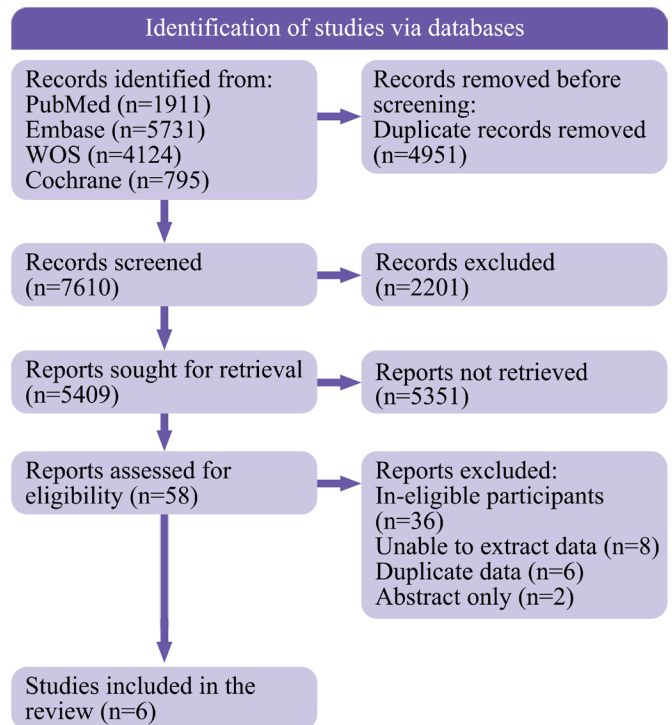 Identification of studies via databases
Records identified from:
PubMed (n=1911)
Embase (n=5731)
WOS (n=4124)
Cochrane (n=795)
Records removed before
screening:
Duplicate records removed
(n=4951)
Records screened
(n=7610)
Records excluded
(n=2201)
Reports sought for retrieval
(n=5409)
Reports not retrieved
(n=5351)
Reports assessed for
eligibility (n=58)
Reports excluded:
In-eligible participants
(n=36)
Unable to extract data (n=8)
Duplicate data (n=6)
Abstract only (n=2)
Studies included in the
review (n=6)